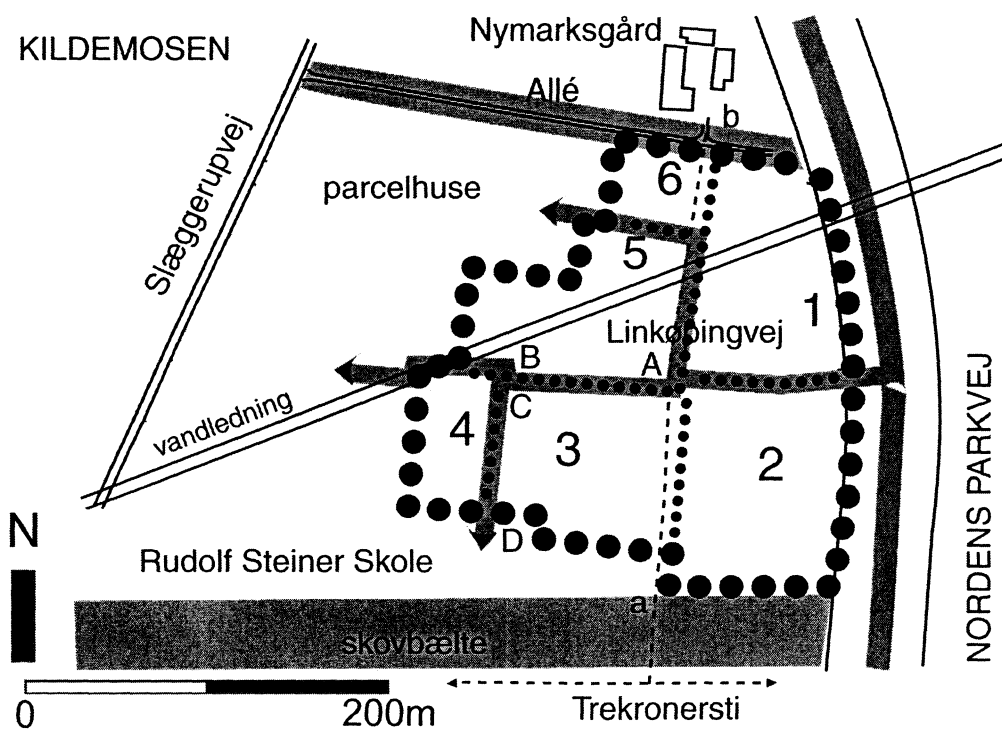 Nymarksgård
KILDEMOSEN
Allé
b
Slæggerupvej
parcelhuse
6
5
1
Linkøbingvej
B
A
C
vandledning
4
3
2
NORDENS PARKVEJ
N
D
Rudolf Steiner Skole
a
skovbælte
0
200m
Trekronersti